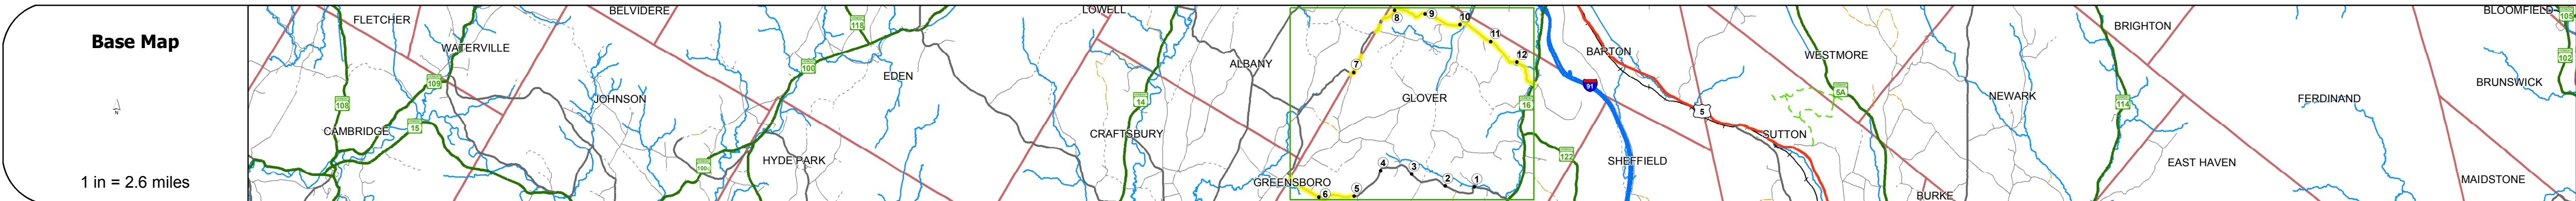 Base Map
1 in = 2.6 miles
FLETCHER
WATERVILLE
BELVIDERE
118
100
109
108
15
CAMBRIDGE
JOHNSON
EDEN
HYDE PARK
100C
LOWELL
14
CRAFTSBURY
ALBANY
GREENSBORO
GLOVER
1
2
3
4
5
6
7
8
9
10
11
12
16
122
91
BARTON
5
SHEFFIELD
SUTTON
WESTMORE
5A
NEWARK
BURKE
BRIGHTON
114
EAST HAVEN
FERDINAND
BLOOMFIELD
105
102
BRUNSWICK
MAIDSTONE